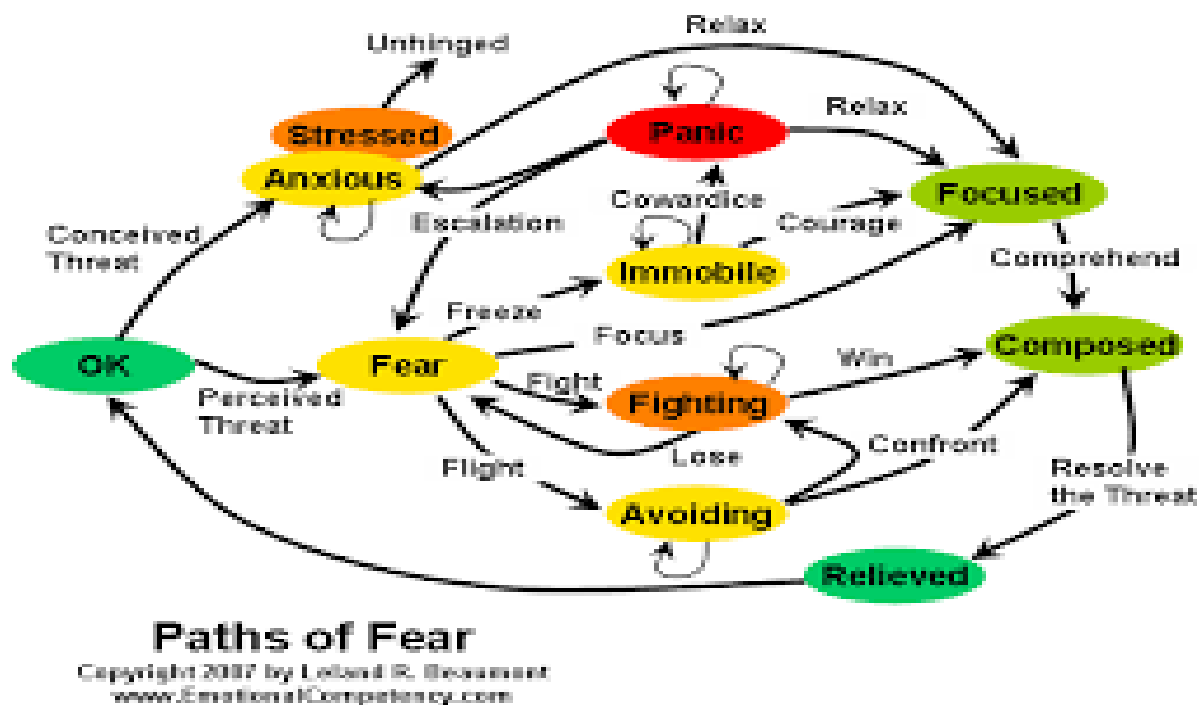 Relax
Unhinged
Stressed
Panic
Relax
Anxious
Focused
Cowardice
Escalation
Courage
Conceived
Threat
Immobile
Comprehend
Freeze
Focus
OK
Fear
Composed
Win
Perceived
Threat
Fight
Fighting
Lose
Confront
Flight
Resolve
the Threat
Avoiding
Relieved
Paths of Fear
Copyright 2007 by Leland R. Beaumont
www.EmotionalCompetency.com